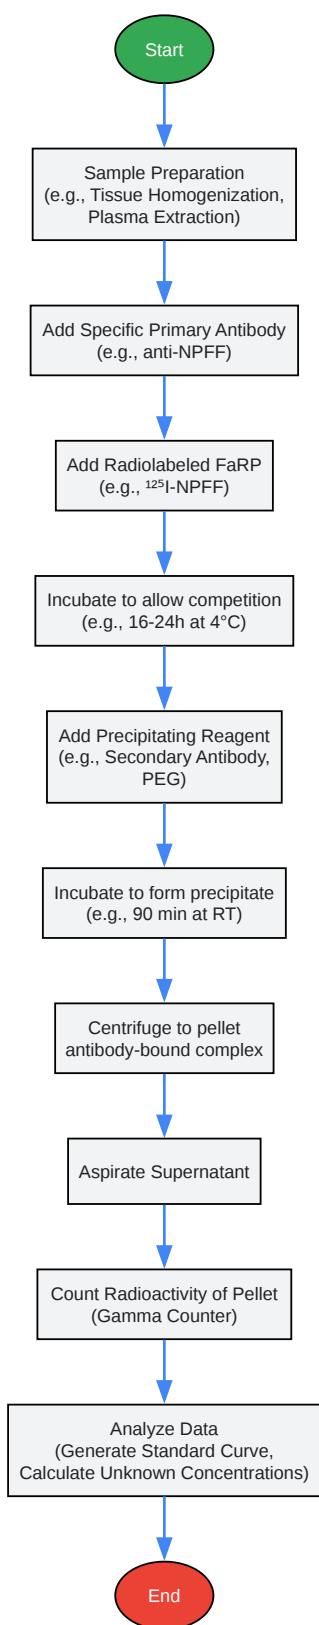 Start
Sample Preparation
(e.g., Tissue Homogenization,
Plasma Extraction)
Add Specific Primary Antibody
(e.g., anti-NPFF)
Add Radiolabeled FaRP
(e.g., ¹²⁵I-NPFF)
Incubate to allow competition
(e.g., 16-24h at 4°C)
Add Precipitating Reagent
(e.g., Secondary Antibody,
PEG)
Incubate to form precipitate
(e.g., 90 min at RT)
Centrifuge to pellet
antibody-bound complex
Aspirate Supernatant
Count Radioactivity of Pellet
(Gamma Counter)
Analyze Data
(Generate Standard Curve,
Calculate Unknown Concentrations)
End